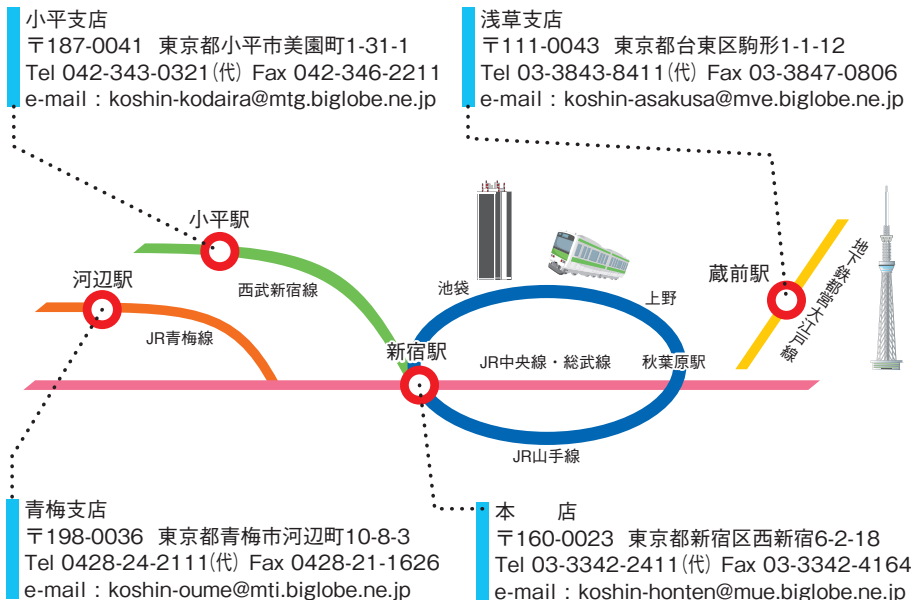 小平支店
〒187-0041 東京都小平市美園町1-31-1
Tel 042-343-0321(代) Fax 042-346-2211
e-mail : koshin-kodaira@mtg.biglobe.ne.jp
浅草支店
〒111-0043 東京都台東区駒形1-1-12
Tel 03-3843-8411(代) Fax 03-3847-0806
e-mail : koshin-asakusa@mve.biglobe.ne.jp
小平駅
河辺駅
西武新宿線
JR青梅線
池袋
上野
蔵前駅
地下鉄都営大江戸線
新宿駅
JR中央線・総武線
秋葉原駅
JR山手線
青梅支店
〒198-0036 東京都青梅市河辺町10-8-3
Tel 0428-24-2111(代) Fax 0428-21-1626
e-mail : koshin-oume@mti.biglobe.ne.jp
本　　店
〒160-0023 東京都新宿区西新宿6-2-18
Tel 03-3342-2411(代) Fax 03-3342-4164
e-mail : koshin-honten@mue.biglobe.ne.jp